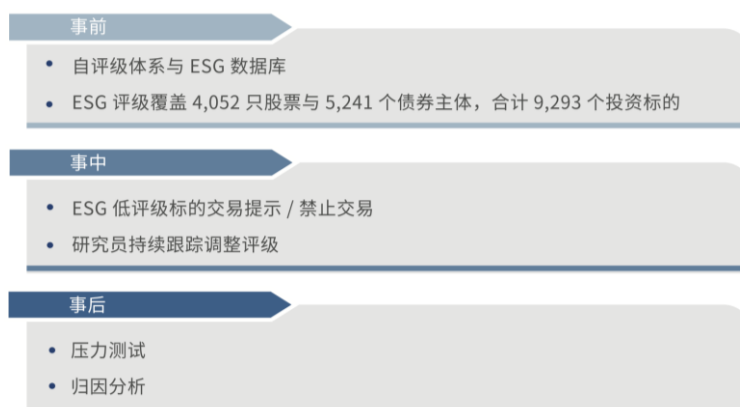 事前
自评级体系与 ESG 数据库
ESG 评级覆盖 4,052 只股票与 5,241 个债券主体，合计 9,293 个投资标的
事中
ESG 低评级标的交易提示 / 禁止交易
研究员持续跟踪调整评级
事后
压力测试
归因分析